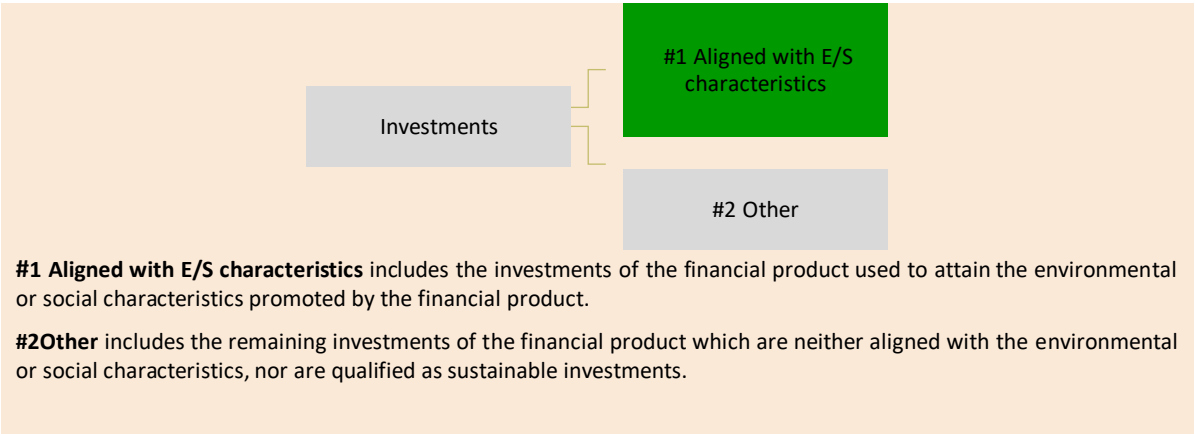 #1 Aligned with E/S
characteristics
Investments
#2 Other
#1 Aligned with E/S characteristics includes the investments of the financial product used to attain the environmental
or social characteristics promoted by the financial product.
#2Other includes the remaining investments of the financial product which are neither aligned with the environmental
or social characteristics, nor are qualified as sustainable investments.